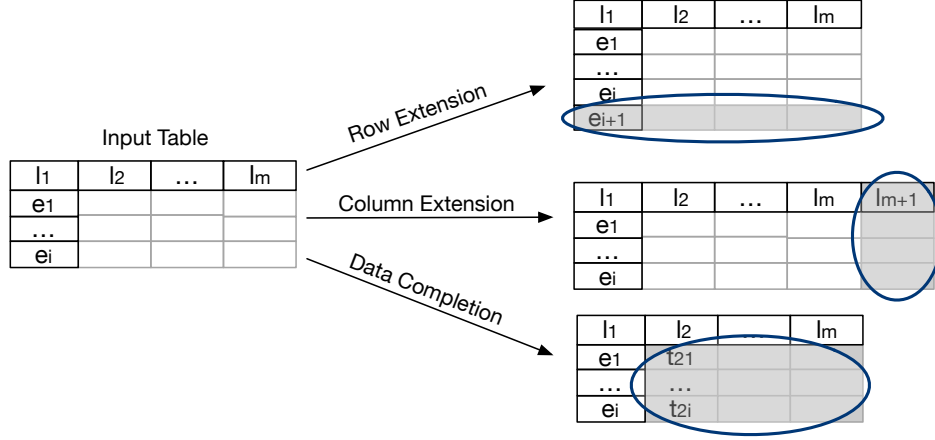 Input Table
l1 l2 ... lm
e1
...
ei
Row Extension
Column Extension
Data Completion
l1 l2 ... lm
e1
...
ei
ei+1
l1 l2 ... lm lm+1
e1
...
ei
l1 l2 ... lm
e1 t21
... ...
ei t2i